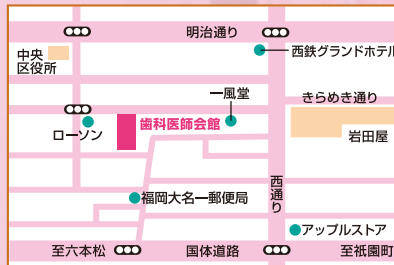 明治通り
西鉄グランドホテル
中央
区役所
一風堂
きらめき通り
ローソン
歯科医師会館
岩田屋
福岡大名一郵便局
西通り
アップルストア
至六本松
国体道路
至祇園町